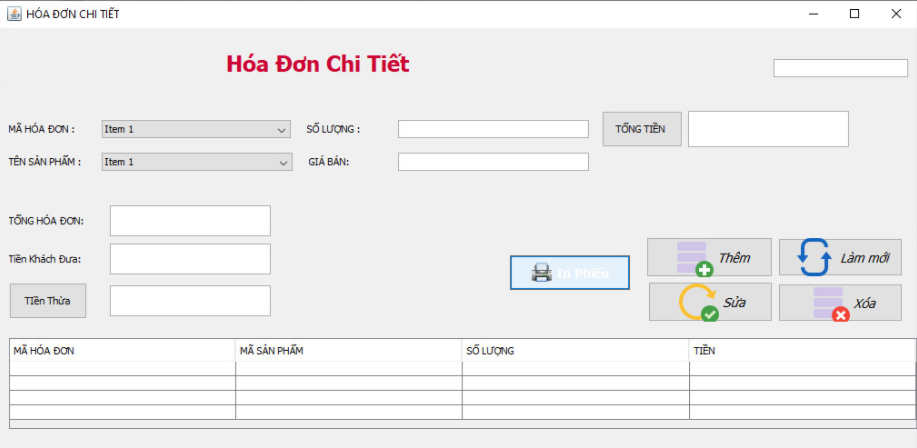 HÓA ĐƠN CHI TIẾT
Hóa Đơn Chi Tiết
MÃ HÓA ĐƠN : Item 1 SỐ LƯỢNG : TỔNG TIỀN
TÊN SẢN PHẨM : Item 1 GIÁ BÁN:
TỔNG HÓA ĐƠN:
Tiền Khách Đưa:
In Phiếu Thêm Làm mới
TIền Thừa Sửa Xóa
MÃ HÓA ĐƠN MÃ SẢN PHẨM SỐ LƯỢNG TIỀN